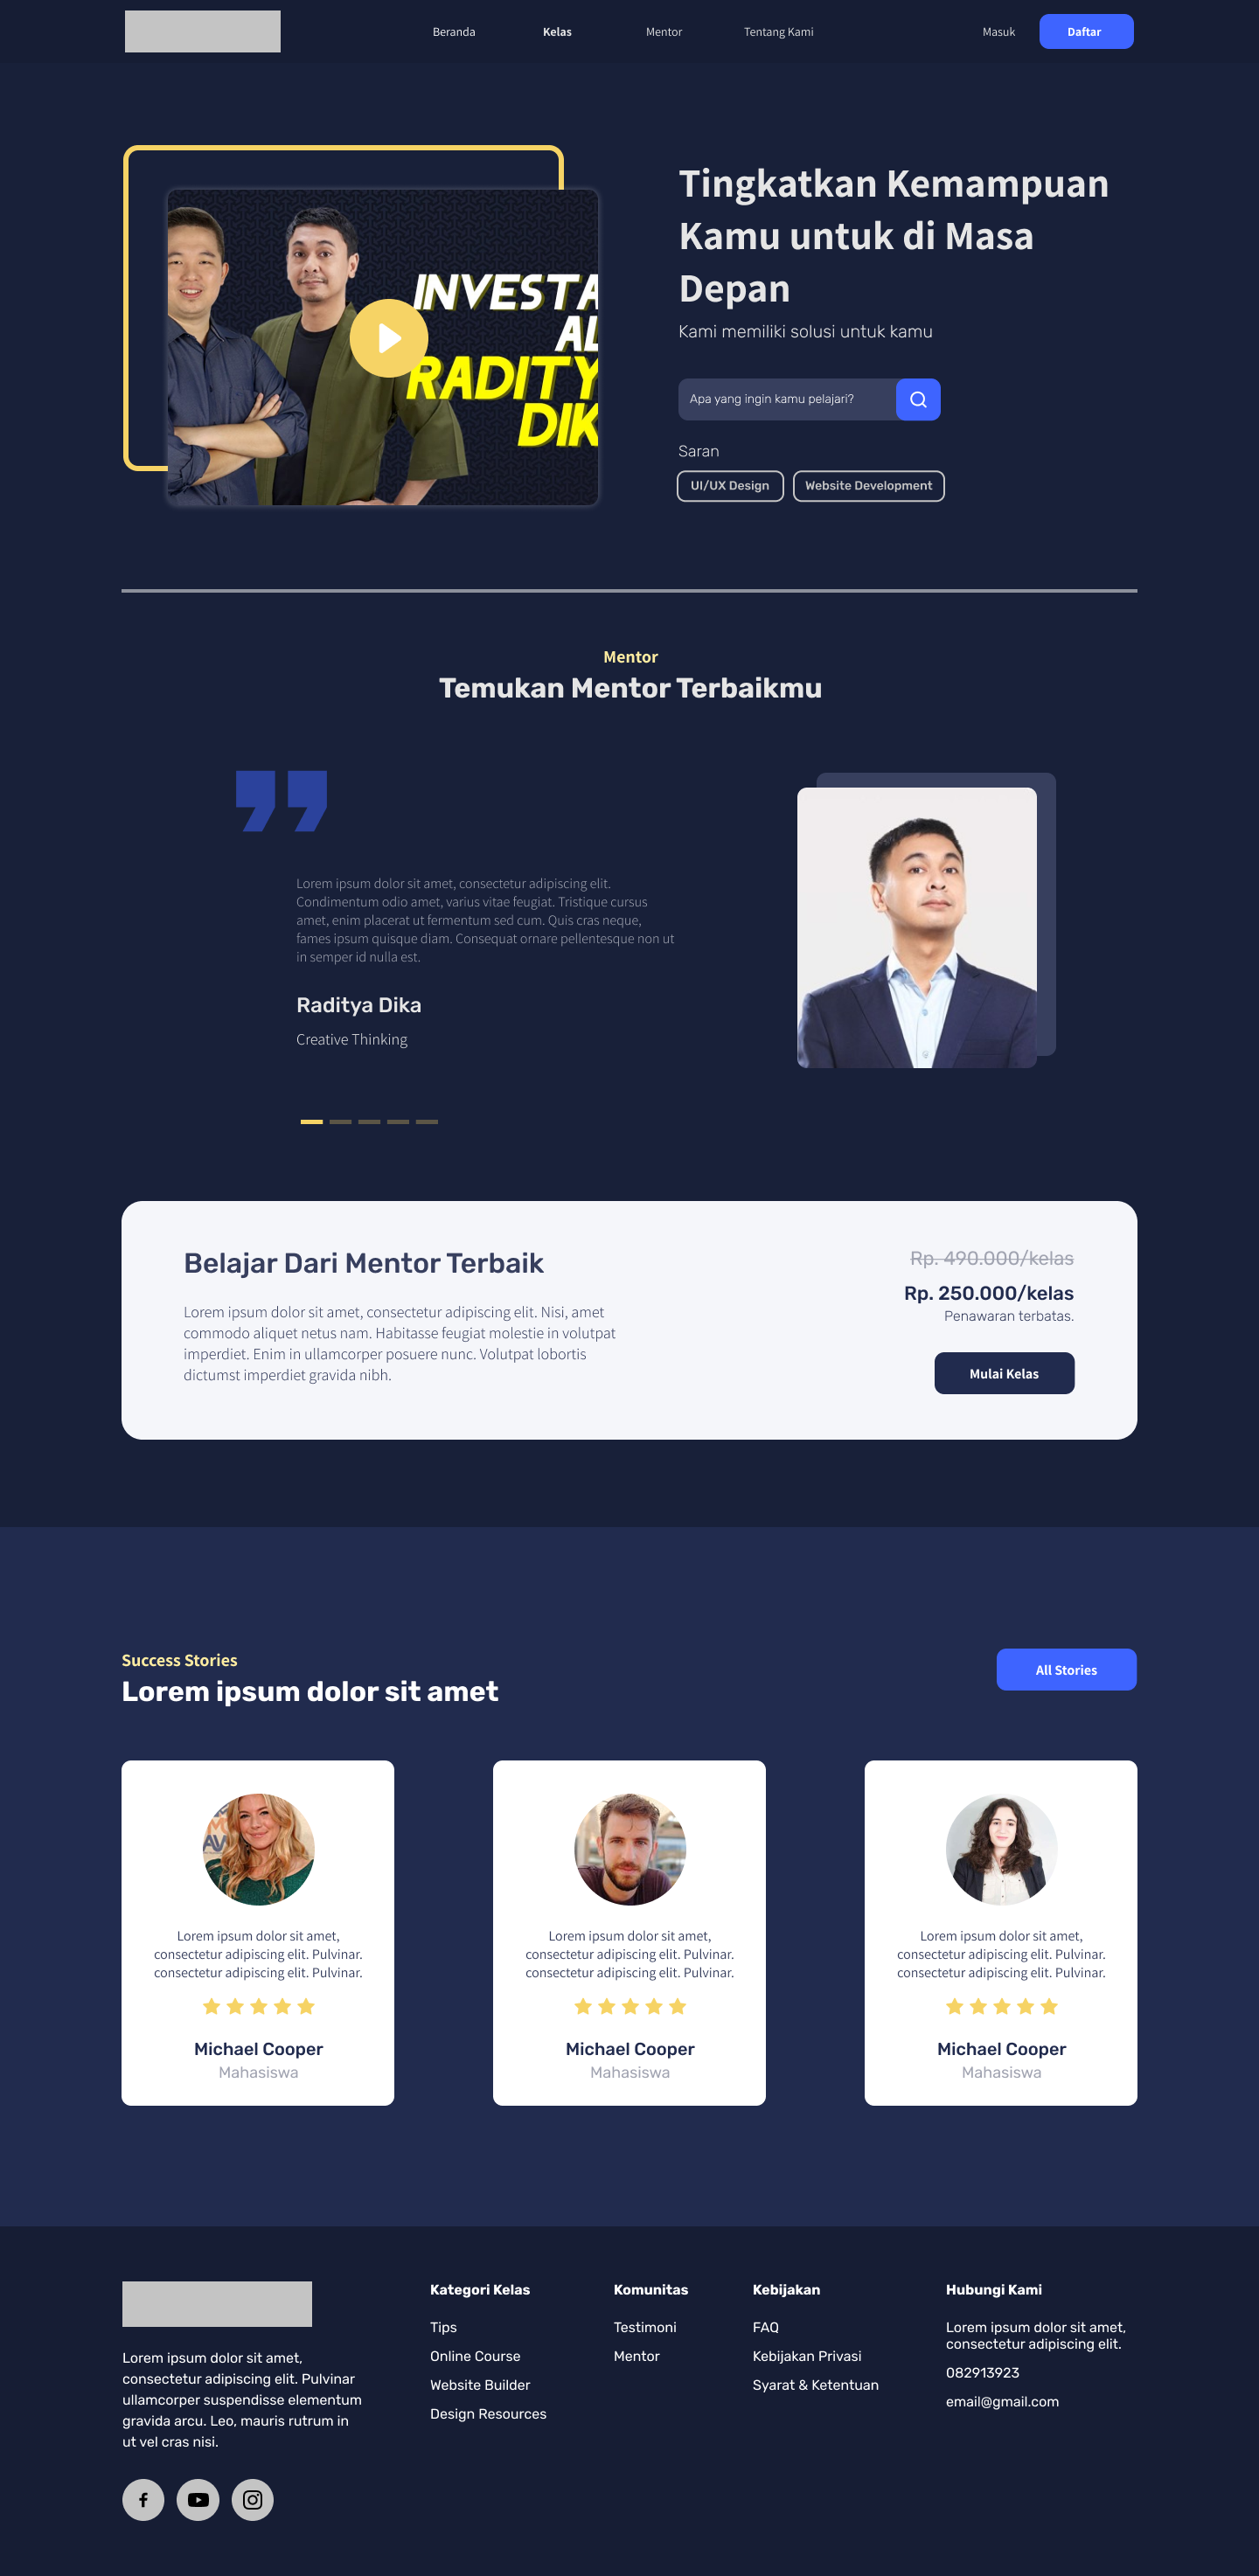 Beranda
Kelas
Mentor
Tentang Kami
Masuk
Daftar
INVESTA
AL
RADITY
DIK
Tingkatkan Kemampuan
Kamu untuk di Masa
Depan
Kami memiliki solusi untuk kamu
Apa yang ingin kamu pelajari?
Saran
UI/UX Design
Website Development
Mentor
Temukan Mentor Terbaikmu
Lorem ipsum dolor sit amet, consectetur adipiscing elit.
Condimentum odio amet, varius vitae feugiat. Tristique cursus
amet, enim placerat ut fermentum sed cum. Quis cras neque,
fames ipsum quisque diam. Consequat ornare pellentesque non ut
in semper id nulla est.
Raditya Dika
Creative Thinking
Belajar Dari Mentor Terbaik
Lorem ipsum dolor sit amet, consectetur adipiscing elit. Nisi, amet
commodo aliquet netus nam. Habitasse feugiat molestie in volutpat
imperdiet. Enim in ullamcorper posuere nunc. Volutpat lobortis
dictumst imperdiet gravida nibh.
Rp. 490.000/kelas
Rp. 250.000/kelas
Penawaran terbatas.
Mulai Kelas
Success Stories
Lorem ipsum dolor sit amet
All Stories
Lorem ipsum dolor sit amet,
consectetur adipiscing elit. Pulvinar.
consectetur adipiscing elit. Pulvinar.
Michael Cooper
Mahasiswa
Lorem ipsum dolor sit amet,
consectetur adipiscing elit. Pulvinar.
consectetur adipiscing elit. Pulvinar.
Michael Cooper
Mahasiswa
Lorem ipsum dolor sit amet,
consectetur adipiscing elit. Pulvinar.
consectetur adipiscing elit. Pulvinar.
Michael Cooper
Mahasiswa
Lorem ipsum dolor sit amet,
consectetur adipiscing elit. Pulvinar
ullamcorper suspendisse elementum
gravida arcu. Leo, mauris rutrum in
ut vel cras nisi.
Kategori Kelas
Tips
Online Course
Website Builder
Design Resources
Komunitas
Testimoni
Mentor
Kebijakan
FAQ
Kebijakan Privasi
Syarat & Ketentuan
Hubungi Kami
Lorem ipsum dolor sit amet,
consectetur adipiscing elit.
082913923
email@gmail.com